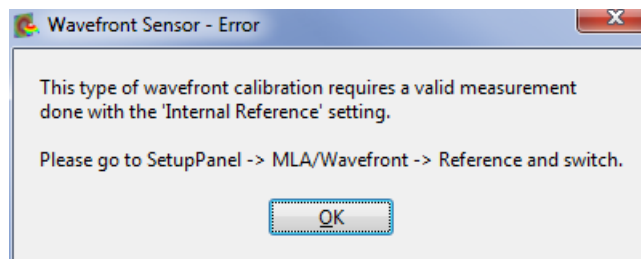 Wavefront Sensor - Error
This type of wavefront calibration requires a valid measurement
done with the 'Internal Reference' setting.
Please go to SetupPanel -> MLA/Wavefront -> Reference and switch.
OK